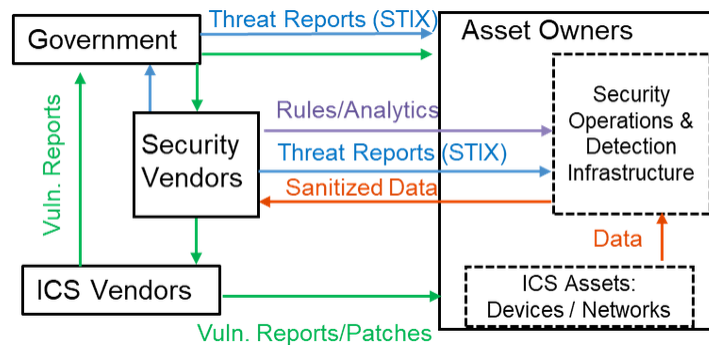 Threat Reports (STIX)
Government
Asset Owners
Vuln. Reports
Rules/Analytics
Security
Vendors
Threat Reports (STIX)
Sanitized Data
Security
Operations &
Detection
Infrastructure
Data
ICS Vendors
ICS Assets:
Devices / Networks
Vuln. Reports/Patches